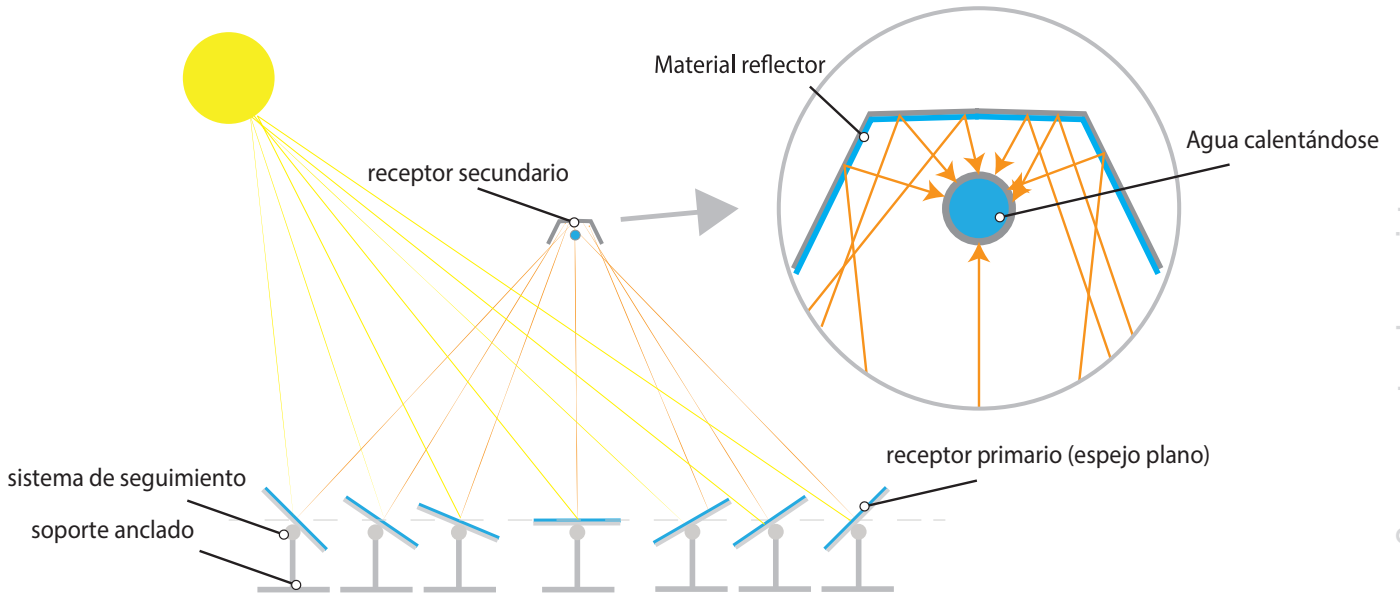 Material reflector
Agua calentándose
receptor secundario
receptor primario (espejo plano)
sistema de seguimiento
soporte anclado